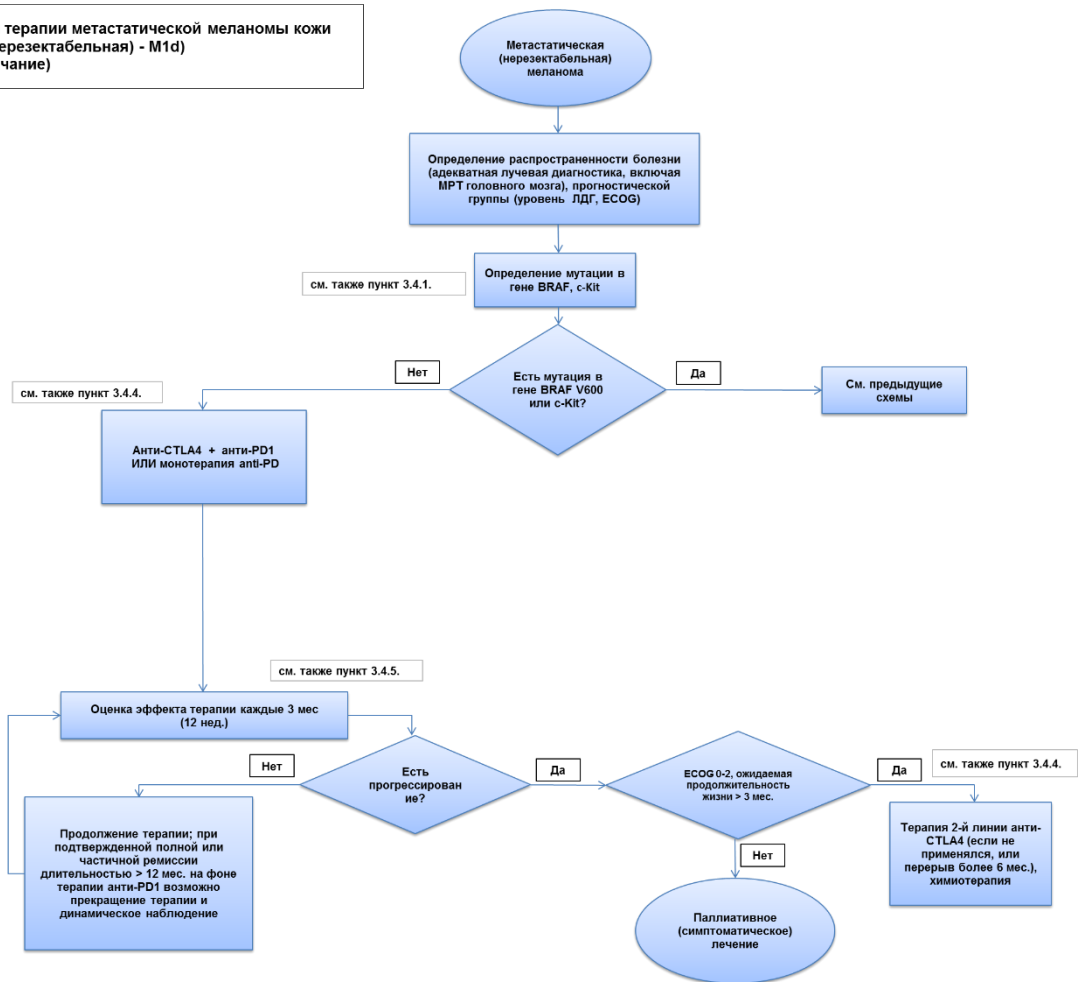 терапии метастатической меланомы кожи
ерезектабельная) - M1d)
чание)
Метастатическая
(нерезектабельная)
меланома
Определение распространенности болезни
(адекватная лучевая диагностика, включая
МРТ головного мозга), прогностической
группы (уровень ЛДГ, ECOG)
см. также пункт 3.4.1.
Определение мутации в
гене BRAF, c-Kit
Есть мутация в
гене BRAF V600
или c-Kit?
Нет
Да
см. также пункт 3.4.4.
См. предыдущие
схемы
Анти-CTLA4 + анти-PD1
ИЛИ монотерапия anti-PD
см. также пункт 3.4.5.
Оценка эффекта терапии каждые 3 мес
(12 нед.)
Есть
прогрессирован
ие?
Нет
Да
ECOG 0-2, ожидаемая
продолжительность
жизни > 3 мес.
Да
см. также пункт 3.4.4.
Продолжение терапии; при
подтвержденной полной или
частичной ремиссии
длительностью > 12 мес. на фоне
терапии анти-PD1 возможно
прекращение терапии и
динамическое наблюдение
Терапия 2-й линии анти-
CTLA4 (если не
применялся, или
перерыв более 6 мес.),
химиотерапия
Нет
Паллиативное
(симптоматическое)
лечение